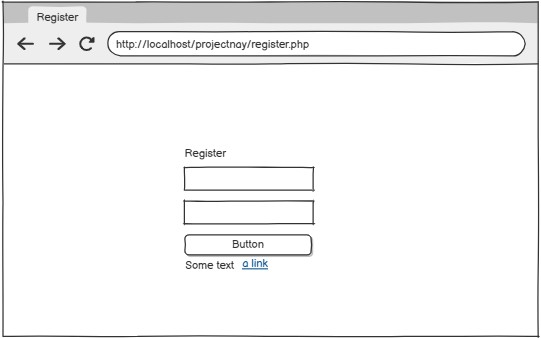 Register
http://localhost/projectnay/register.php
Register
Button
Some text a link